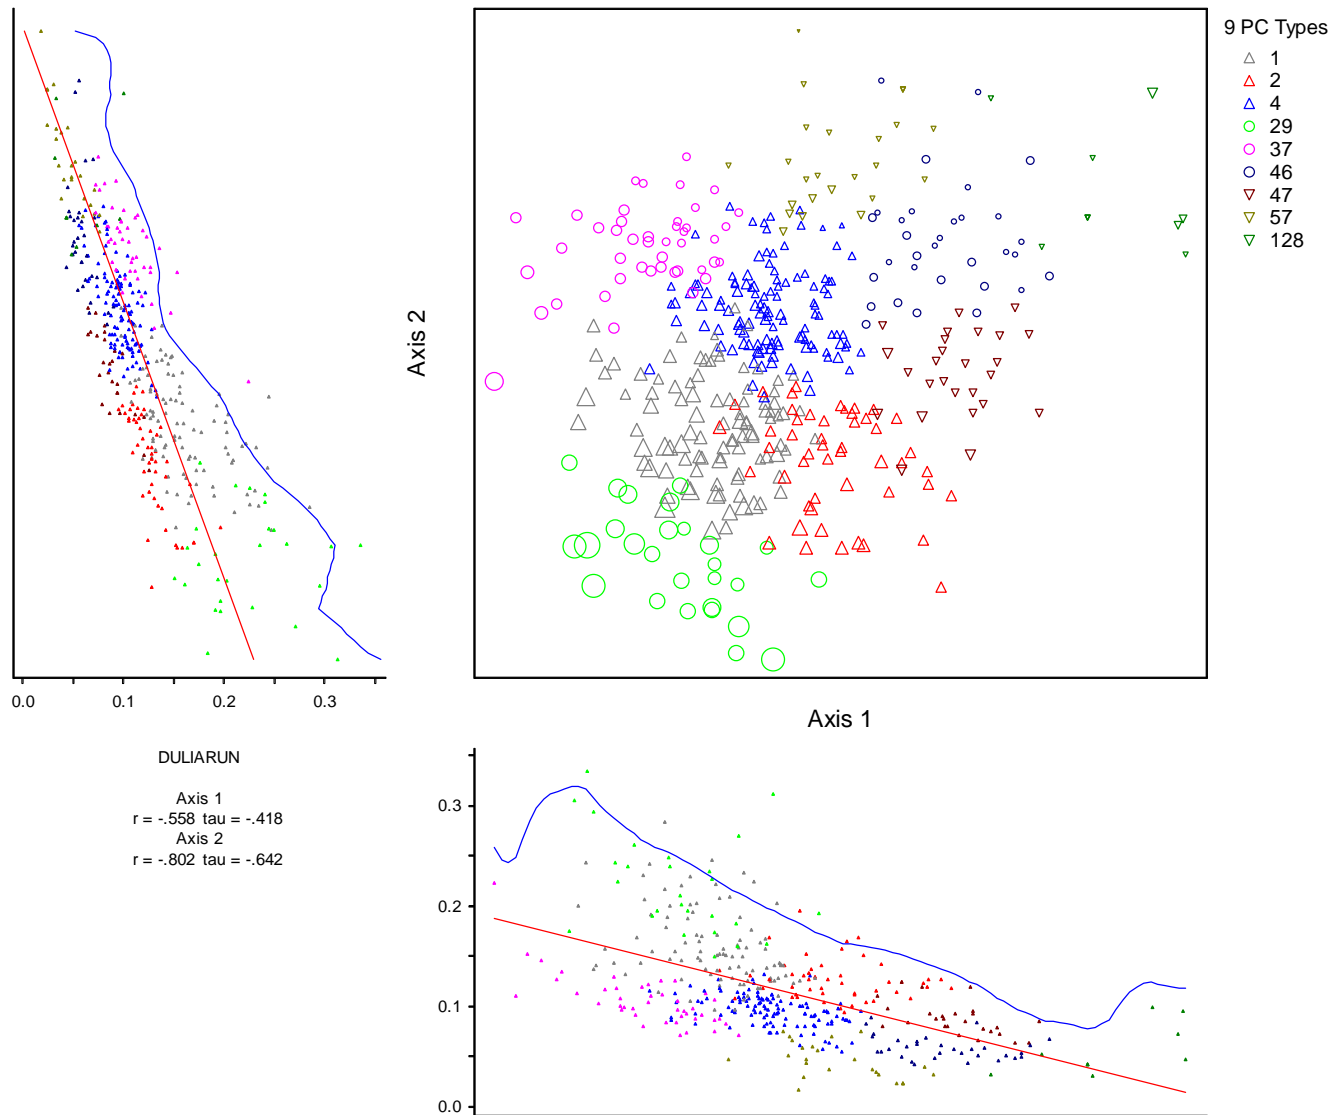 9 PC Types
1
2
4
29
37
46
47
57
128
Axis 2
0.0 0.1 0.2 0.3
Axis 1
DULIARUN
Axis 1
r = -.558 tau = -.418
Axis 2
r = -.802 tau = -.642
0.3
0.2
0.1
0.0